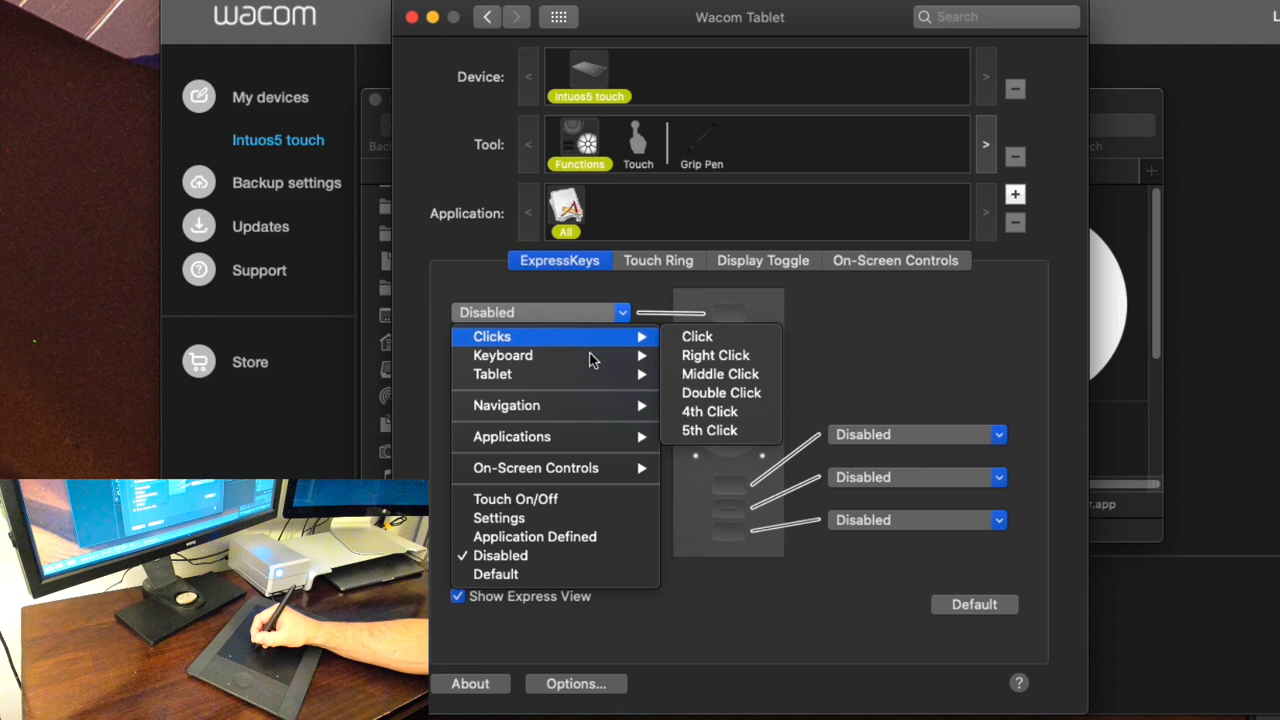 wacom
My devices
Intuos5 touch
Backup settings
Updates
Support
Store
Wacom Tablet
Search
Device:
Intuos5 touch
Tool:
Functions
Touch
Grip Pen
Application:
All
ExpressKeys
Touch Ring
Display Toggle
On-Screen Controls
Disabled
Clicks
Keyboard
Tablet
Navigation
Applications
On-Screen Controls
Touch On/Off
Settings
Application Defined
Disabled
Default
Click
Right Click
Middle Click
Double Click
4th Click
5th Click
Disabled
Disabled
Disabled
Show Express View
Default
About
Options...
?
Bac
ch
r.app
L